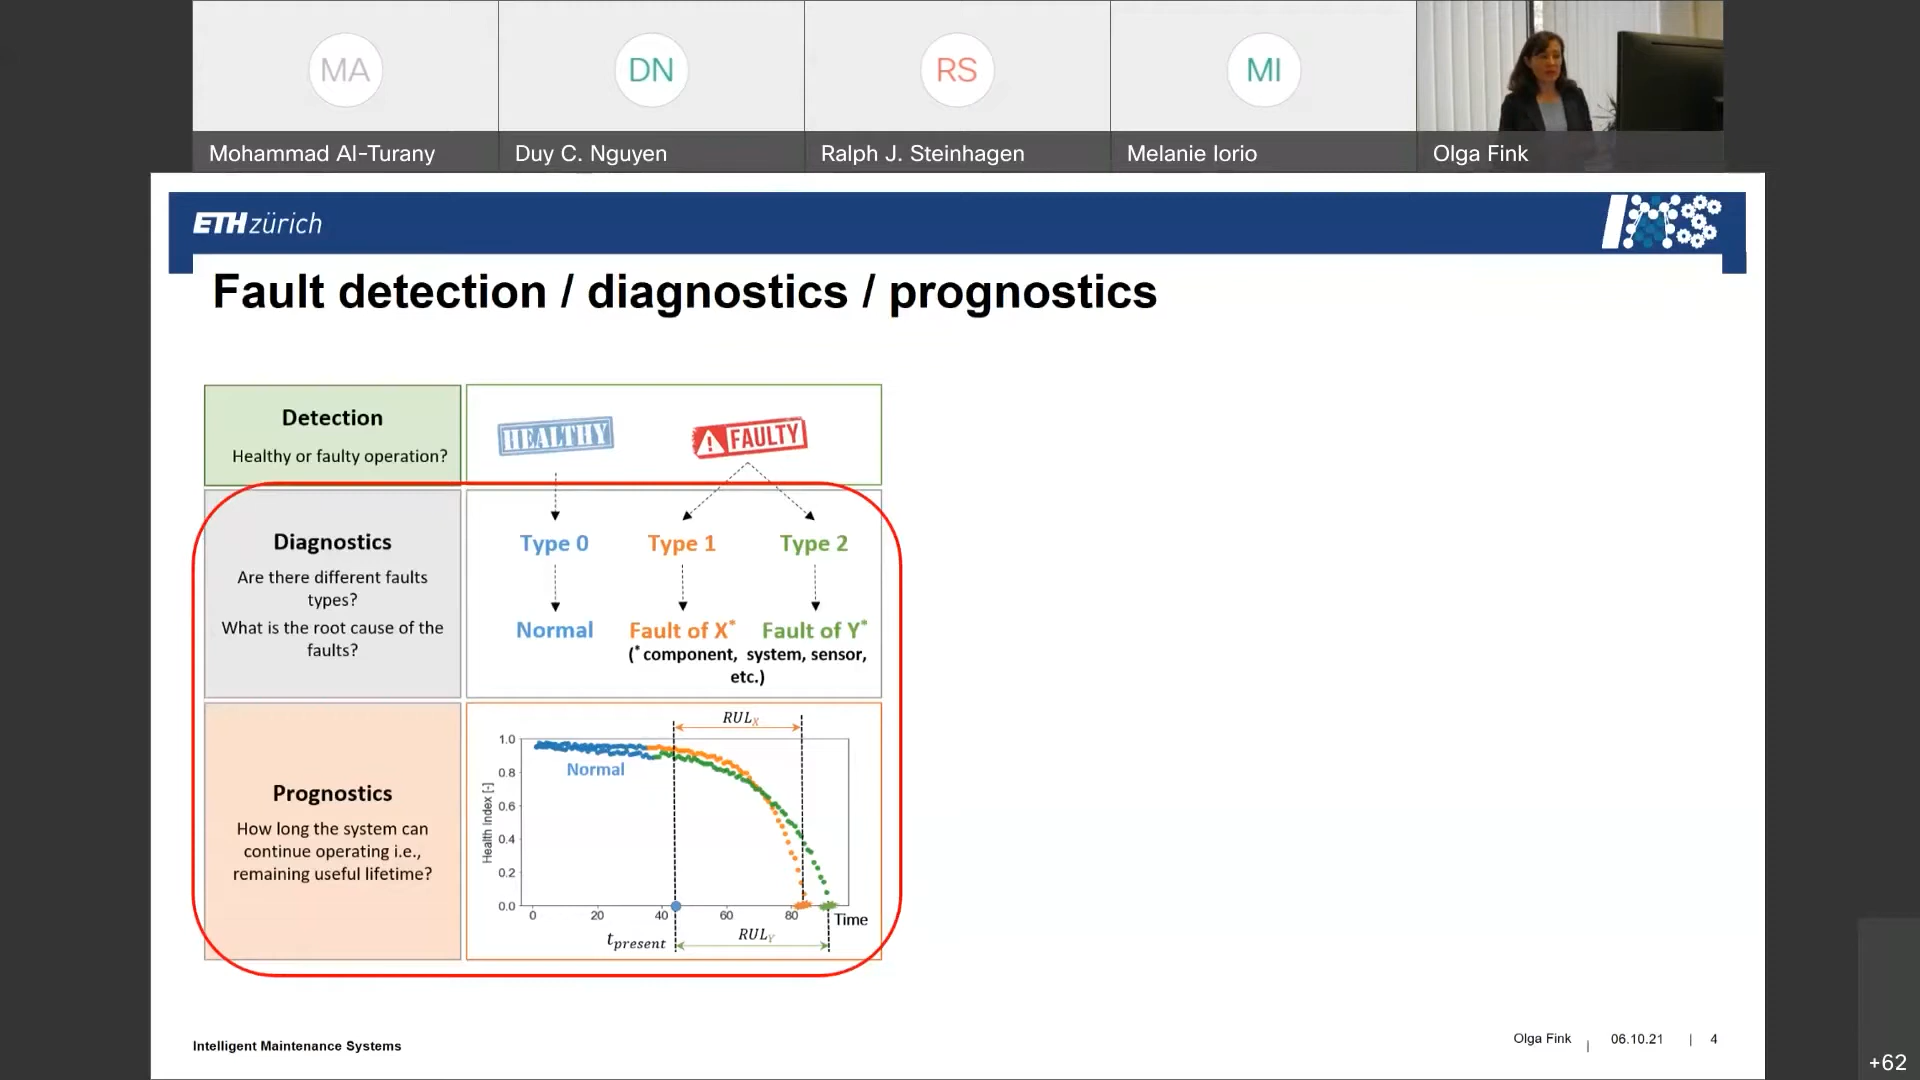 MA
DN
RS
MI
Mohammad Al-Turany
Duy C. Nguyen
Ralph J. Steinhagen
Melanie Iorio
Olga Fink
ETH zürich
IMS
Fault detection / diagnostics / prognostics
Detection
Healthy or faulty operation?
HEALTHY
FAULTY
Diagnostics
Are there different faults
types?
What is the root cause of the
faults?
Type 0
Type 1
Type 2
Normal
Fault of X*
Fault of Y*
(*component, system, sensor,
etc.)
Prognostics
How long the system can
continue operating i.e.,
remaining useful lifetime?
RULX
1.0
0.8
0.6
0.4
0.2
0.0
Health Index [-]
Normal
0
20
40
60
80
Time
tpresent
RULY
Intelligent Maintenance Systems
Olga Fink | 06.10.21 | 4
+62